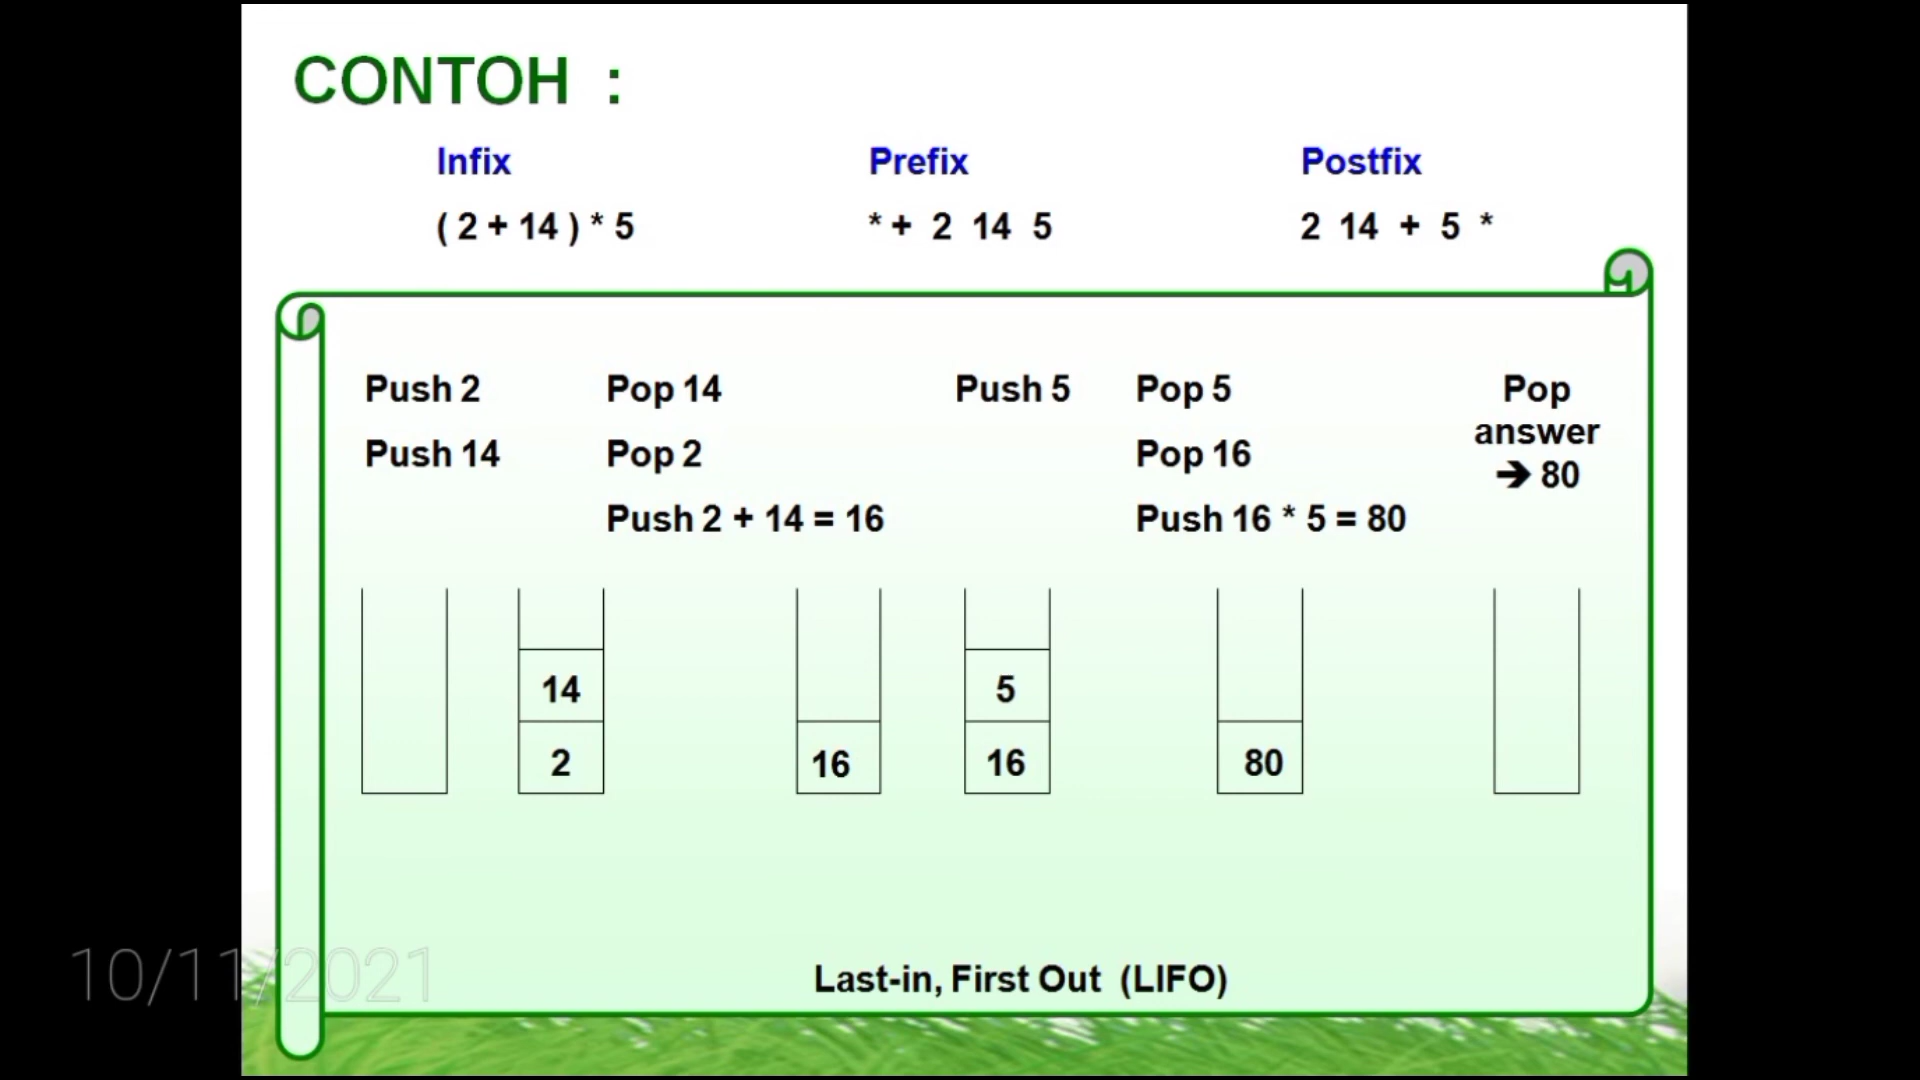 CONTOH :
Infix Prefix Postfix
( 2 + 14 ) * 5 * + 2 14 5 2 14 + 5 *
Push 2 Pop 14 Push 5 Pop 5 Pop
answer
Push 14 Pop 2 Pop 16
➔ 80
Push 2 + 14 = 16 Push 16 * 5 = 80
14 5
2 16 16 80
10/11/2021
Last-in, First Out (LIFO)